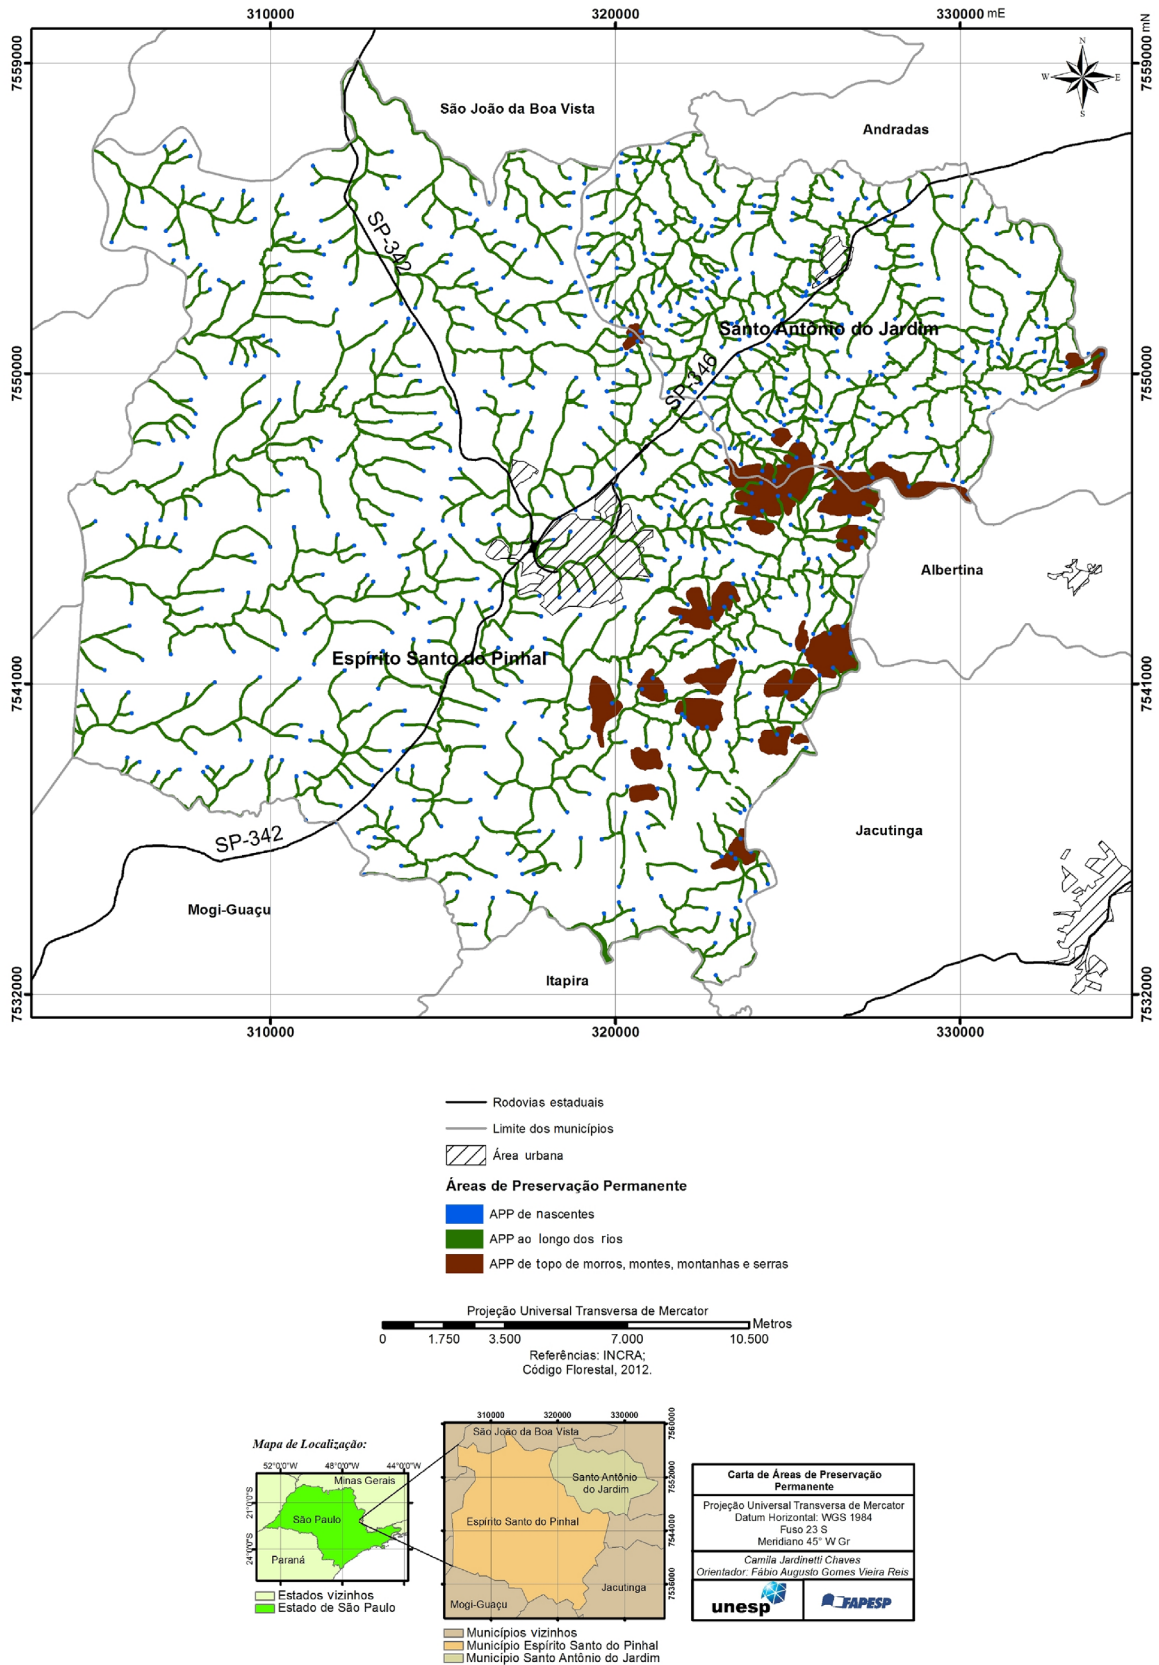 310000
320000
330000 mE
7559000
7559000 mN
N
W
E
S
São João da Boa Vista
Andradas
SP-342
Santo Antônio do Jardim
7550000
7550000
SP-346
Albertina
Espírito Santo do Pinhal
7541000
7541000
SP-342
Jacutinga
Mogi-Guaçu
Itapira
7532000
7532000
310000
320000
330000
Rodovias estaduais
Limite dos municípios
Área urbana
Áreas de Preservação Permanente
APP de nascentes
APP ao longo dos rios
APP de topo de morros, montes, montanhas e serras
Projeção Universal Transversa de Mercator
Metros
0 1.750 3.500 7.000 10.500
Referências: INCRA;
Código Florestal, 2012.
Mapa de Localização:
52°0'0"W 48°0'0"W 44°0'0"W
21°0'0"S
24°0'0"S
Minas Gerais
São Paulo
Paraná
Estados vizinhos
Estado de São Paulo
310000 320000 330000
7560000
7552000
7544000
7536000
São João da Boa Vista
Santo Antônio
do Jardim
Espírito Santo do Pinhal
Jacutinga
Mogi-Guaçu
Municípios vizinhos
Município Espírito Santo do Pinhal
Município Santo Antônio do Jardim
Carta de Áreas de Preservação
Permanente
Projeção Universal Transversa de Mercator
Datum Horizontal: WGS 1984
Fuso 23 S
Meridiano 45° W Gr
Camila Jardinetti Chaves
Orientador: Fábio Augusto Gomes Vieira Reis
unesp
FAPESP